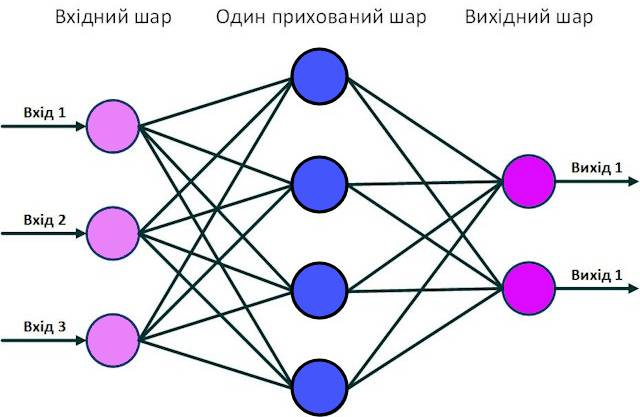 Вхідний шар
Один прихований шар
Вихідний шар
Вхід 1
Вхід 2
Вхід 3
Вихід 1
Вихід 1